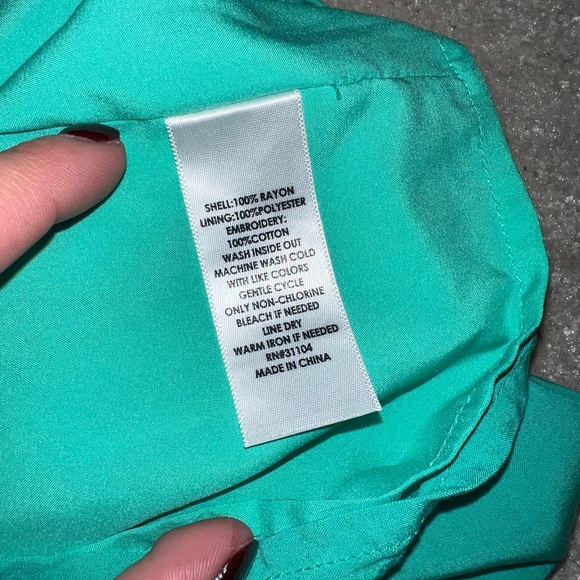 SHELL:100% RAYON
LINING:100%POLYESTER
EMBROIDERY:
100%COTTON
WASH INSIDE OUT
MACHINE WASH COLD
WITH LIKE COLORS
GENTLE CYCLE
ONLY NON-CHLORINE
BLEACH IF NEEDED
LINE DRY
WARM IRON IF NEEDED
RN#31104
MADE IN CHINA